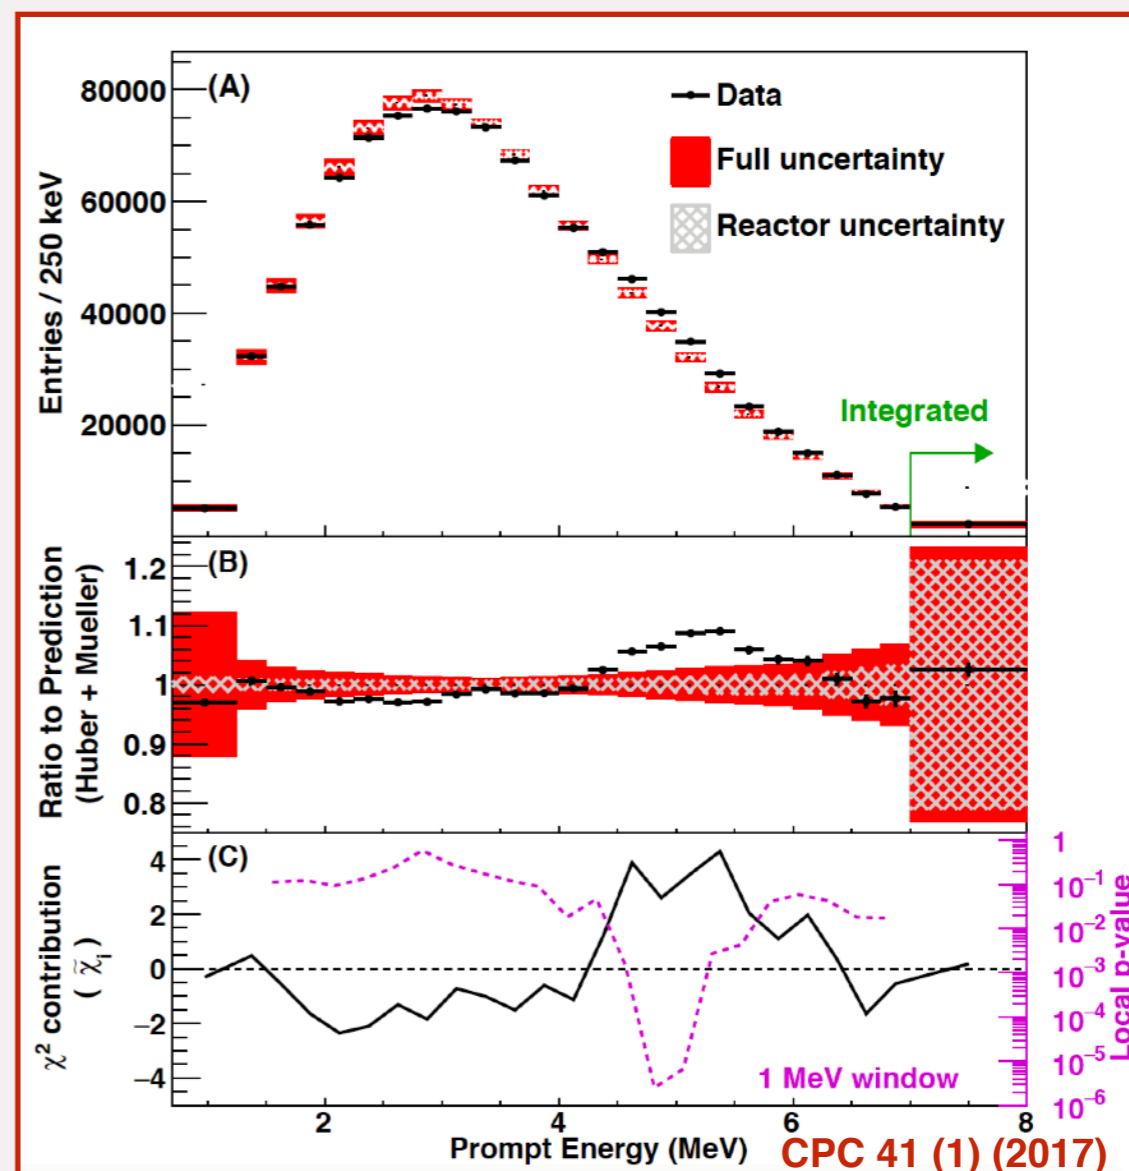 (A)
Data
Full uncertainty
Reactor uncertainty
Entries / 250 keV
80000
60000
40000
20000
Integrated
(B)
Ratio to Prediction
(Huber + Mueller)
1.2
1.1
1
0.9
0.8
(C)
χ² contribution
( χ̃ᵢ )
4
2
0
−2
−4
1
10⁻¹
10⁻²
10⁻³
10⁻⁴
10⁻⁵
10⁻⁶
Local p-value
1 MeV window
2 4 6 8
Prompt Energy (MeV)
CPC 41 (1) (2017)